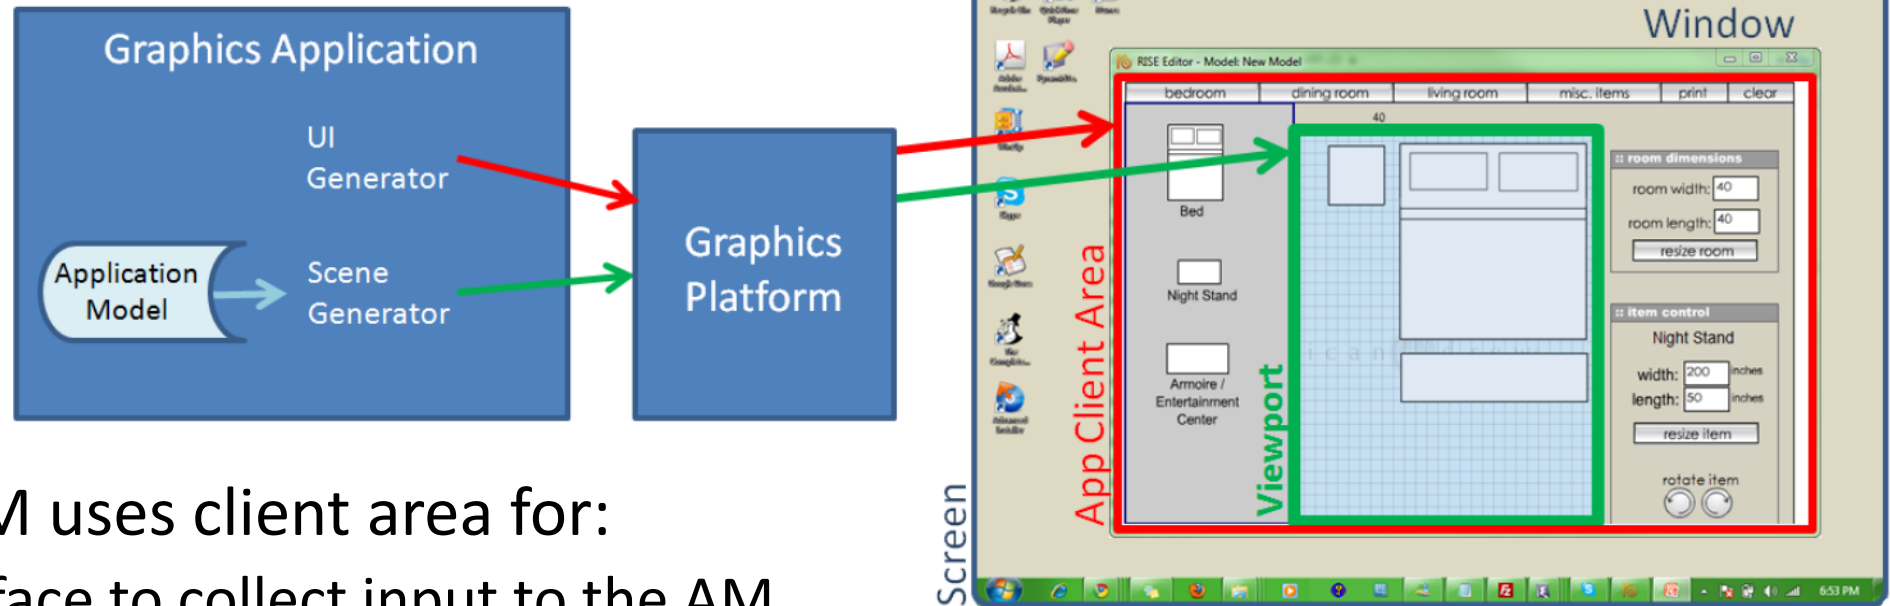 Graphics Application
UI
Generator
Application
Model
Scene
Generator
Graphics
Platform
M uses client area for:
face to collect input to the AM
Screen
Window
App Client Area
Viewport
RISE Editor - Model: New Model
bedroom
dining room
living room
misc. items
print
clear
40
Bed
Night Stand
Armoire /
Entertainment
Center
:: room dimensions
room width: 40
room length: 40
resize room
:: item control
Night Stand
width: 200 inches
length: 50 inches
resize item
rotate item
6:53 PM